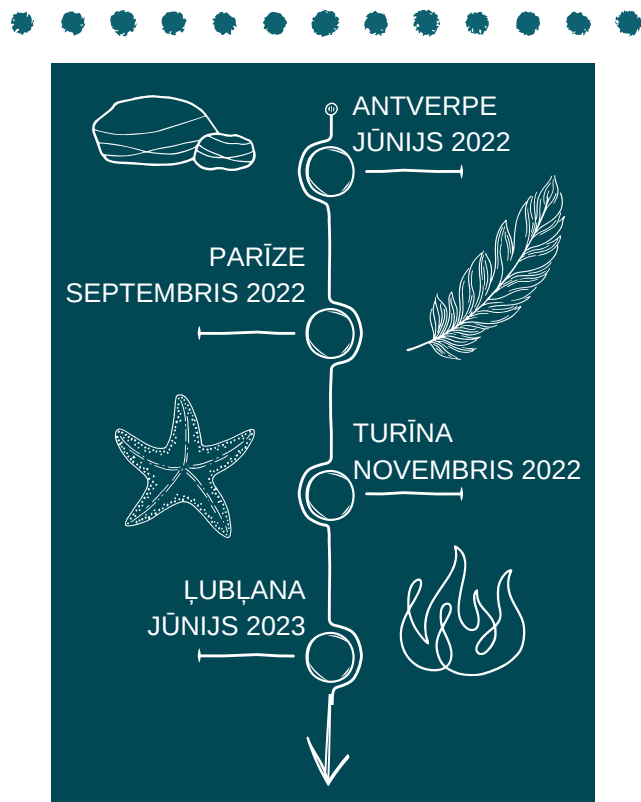 ANTVERPE
JŪNIJS 2022
PARĪZE
SEPTEMBRIS 2022
TURĪNA
NOVEMBRIS 2022
ĻUBĻANA
JŪNIJS 2023